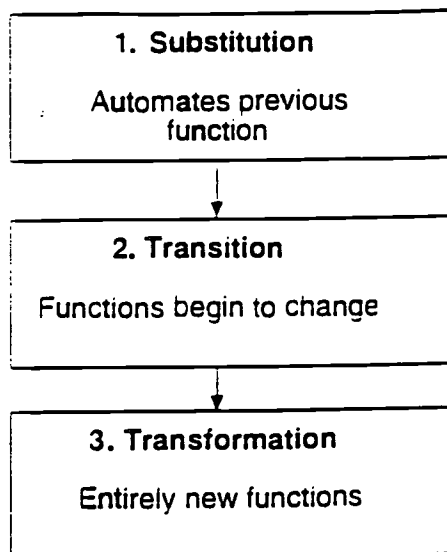 1. Substitution
Automates previous
function
2. Transition
Functions begin to change
3. Transformation
Entirely new functions